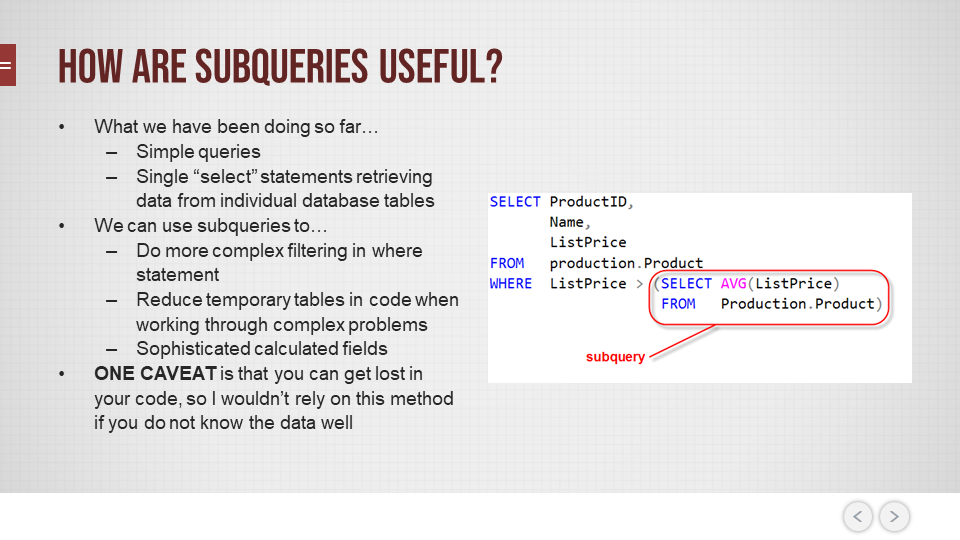 HOW ARE SUBQUERIES USEFUL?
• What we have been doing so far…
– Simple queries
– Single “select” statements retrieving
data from individual database tables
• We can use subqueries to…
– Do more complex filtering in where
statement
– Reduce temporary tables in code when
working through complex problems
– Sophisticated calculated fields
• ONE CAVEAT is that you can get lost in
your code, so I wouldn’t rely on this method
if you do not know the data well
SELECT ProductID,
Name,
ListPrice
FROM production.Product
WHERE ListPrice > (SELECT AVG(ListPrice)
FROM Production.Product)
subquery